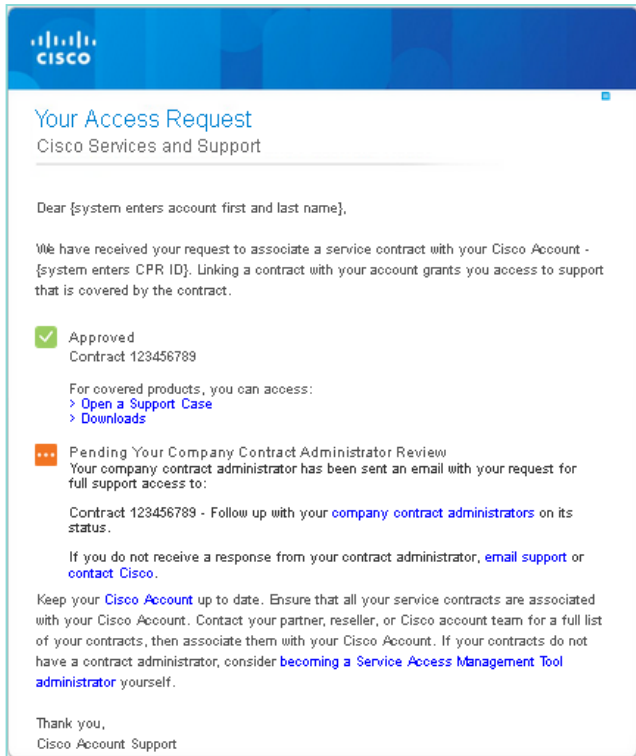 CISCO
Your Access Request
Cisco Services and Support
Dear {system enters account first and last name},
We have received your request to associate a service contract with your Cisco Account -
{system enters CPR ID}. Linking a contract with your account grants you access to support
that is covered by the contract.
Approved
Contract 123456789
For covered products, you can access:
> Open a Support Case
> Downloads
Pending Your Company Contract Administrator Review
Your company contract administrator has been sent an email with your request for
full support access to:
Contract 123456789 - Follow up with your company contract administrators on its
status.
If you do not receive a response from your contract administrator, email support or
contact Cisco.
Keep your Cisco Account up to date. Ensure that all your service contracts are associated
with your Cisco Account. Contact your partner, reseller, or Cisco account team for a full list
of your contracts, then associate them with your Cisco Account. If your contracts do not
have a contract administrator, consider becoming a Service Access Management Tool
administrator yourself.
Thank you,
Cisco Account Support